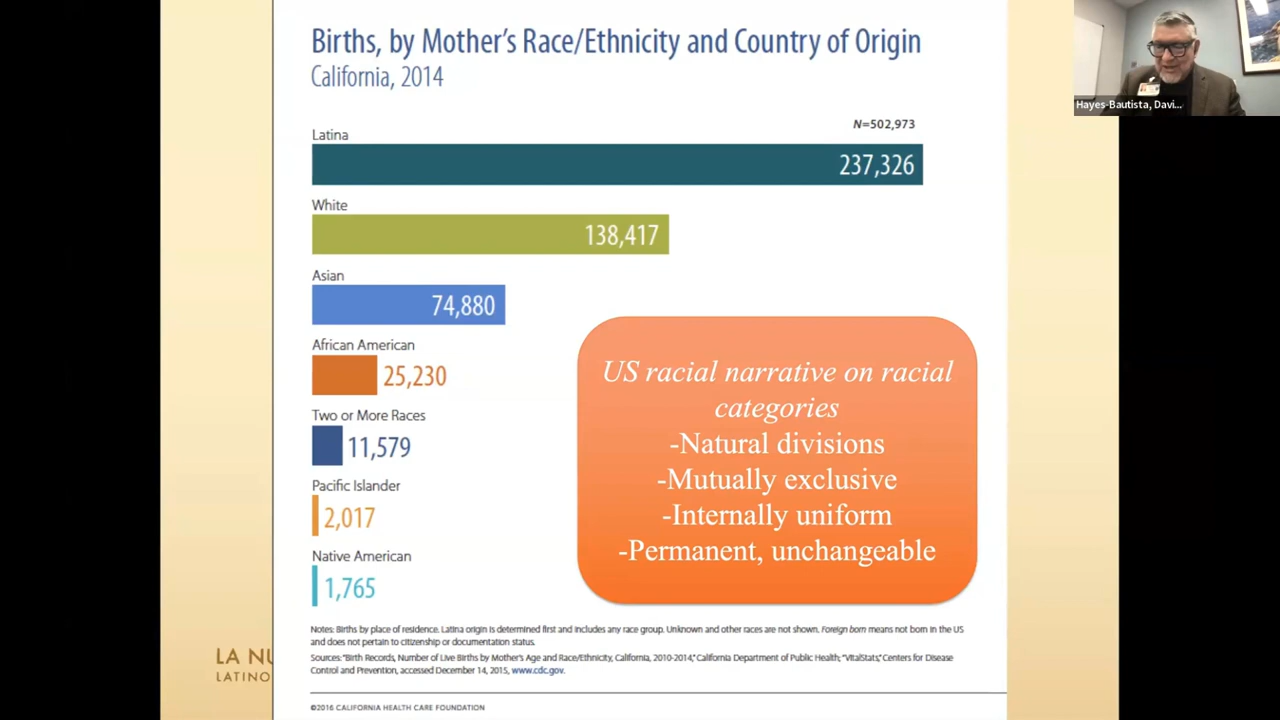 Births, by Mother's Race/Ethnicity and Country of Origin
California, 2014
N=502,973
Latina
237,326
White
138,417
Asian
74,880
African American
25,230
Two or More Races
11,579
Pacific Islander
2,017
Native American
1,765
US racial narrative on racial
categories
-Natural divisions
-Mutually exclusive
-Internally uniform
-Permanent, unchangeable
Notes: Births by place of residence. Latina origin is determined first and includes any race group. Unknown and other races are not shown. Foreign born means not born in the US
and does not pertain to citizenship or documentation status.
Sources: "Birth Records, Number of Live Births by Mother's Age and Race/Ethnicity, California, 2010-2014," California Department of Public Health; "VitalStats," Centers for Disease
Control and Prevention, accessed December 14, 2015, www.cdc.gov.
©2016 CALIFORNIA HEALTH CARE FOUNDATION
LA NU
LATINO
Hayes-Bautista, Davi...